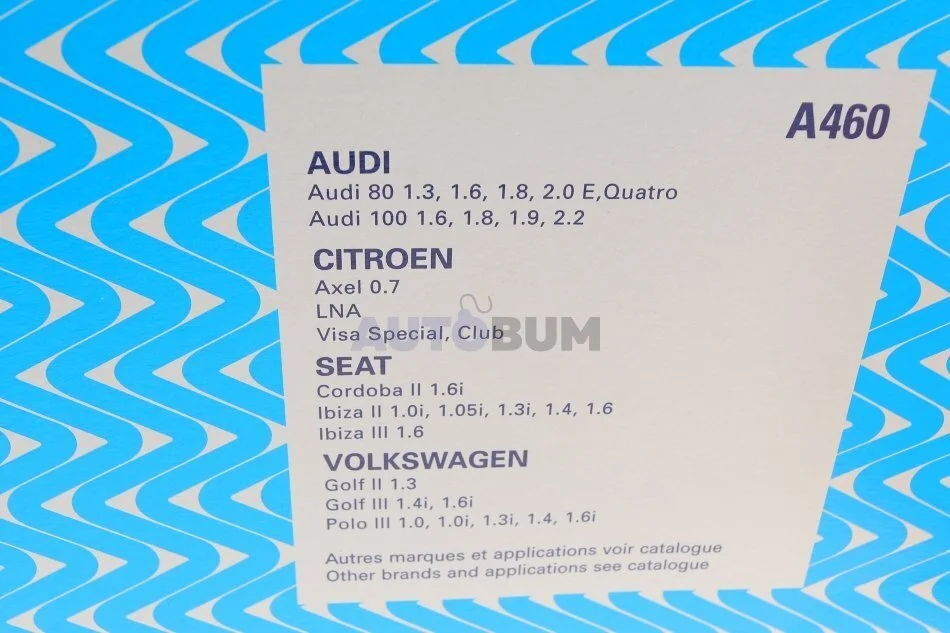 A460
AUDI
Audi 80 1.3, 1.6, 1.8, 2.0 E,Quatro
Audi 100 1.6, 1.8, 1.9, 2.2
CITROEN
Axel 0.7
LNA
Visa Special, Club
AUTOBUM
SEAT
Cordoba II 1.6i
Ibiza II 1.0i, 1.05i, 1.3i, 1.4, 1.6
Ibiza III 1.6
VOLKSWAGEN
Golf II 1.3
Golf III 1.4i, 1.6i
Polo III 1.0, 1.0i, 1.3i, 1.4, 1.6i
Autres marques et applications voir catalogue
Other brands and applications see catalogue